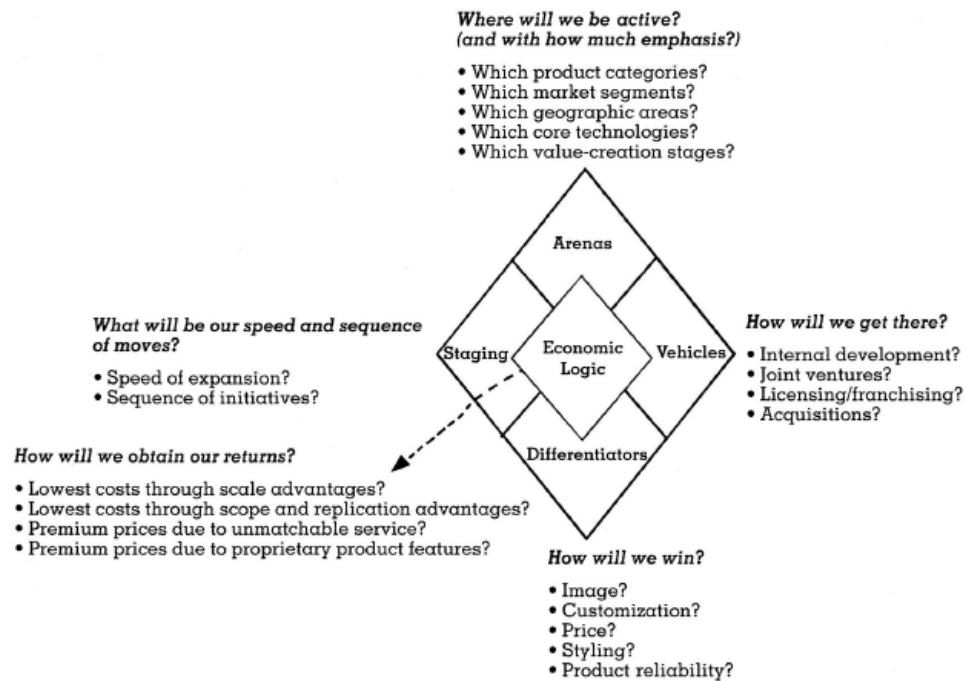 Where will we be active?
(and with how much emphasis?)
• Which product categories?
• Which market segments?
• Which geographic areas?
• Which core technologies?
• Which value-creation stages?
Arenas
What will be our speed and sequence
of moves?
• Speed of expansion?
• Sequence of initiatives?
Staging
Economic
Logic
Vehicles
How will we get there?
• Internal development?
• Joint ventures?
• Licensing/franchising?
• Acquisitions?
How will we obtain our returns?
• Lowest costs through scale advantages?
• Lowest costs through scope and replication advantages?
• Premium prices due to unmatchable service?
• Premium prices due to proprietary product features?
Differentiators
How will we win?
• Image?
• Customization?
• Price?
• Styling?
• Product reliability?